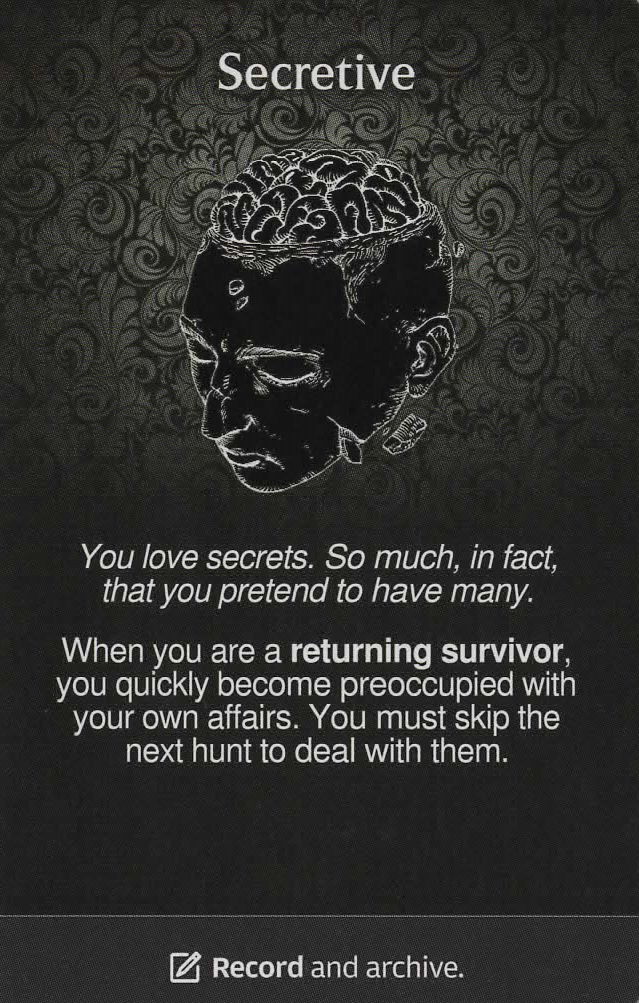 Secretive
You love secrets. So much, in fact,
that you pretend to have many.
When you are a returning survivor,
you quickly become preoccupied with
your own affairs. You must skip the
next hunt to deal with them.
Record and archive.